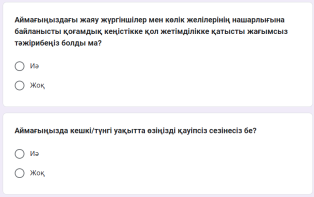 Аймағыңыздағы жаяу жүргіншілер мен көлік желілерінің нашарлығына
байланысты қоғамдық кеңістікке қол жетімділікке қатысты жағымсыз
тәжірибеңіз болды ма?
Иә
Жоқ
Аймағыңызда кешкі/түнгі уақытта өзіңізді қауіпсіз сезінесіз бе?
Иә
Жоқ